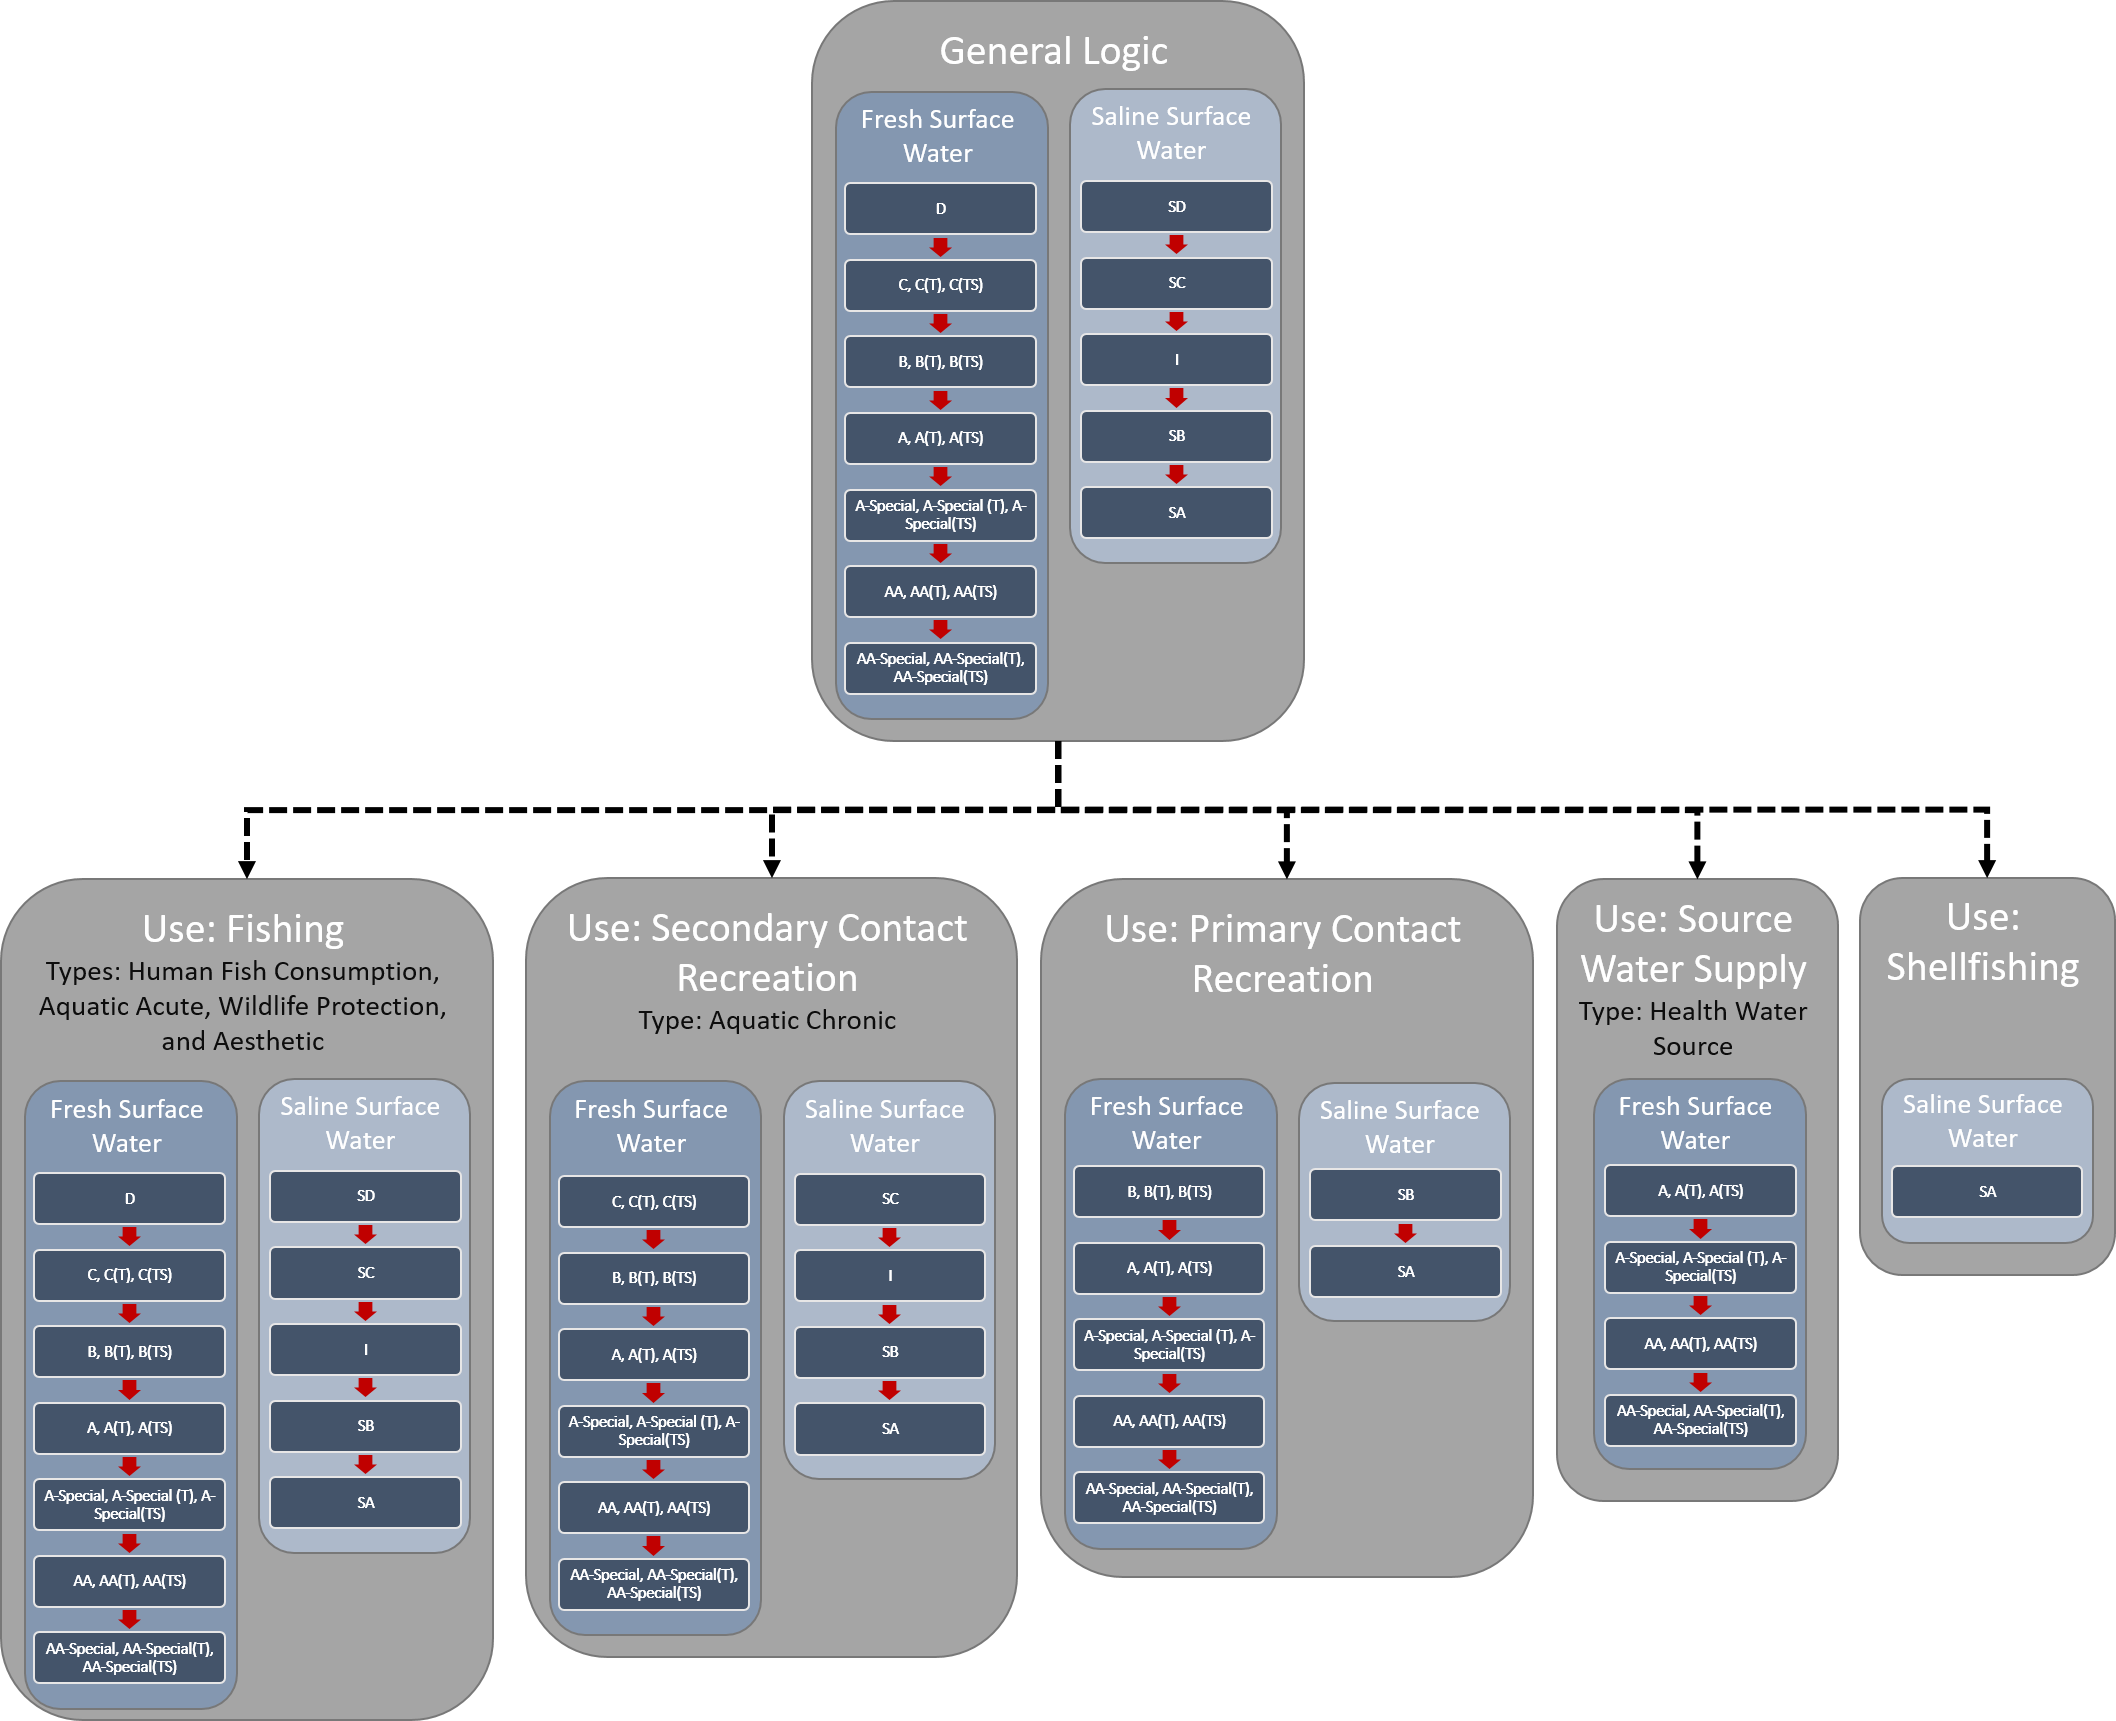 General Logic
Fresh Surface
Water
D
C, C(T), C(TS)
B, B(T), B(TS)
A, A(T), A(TS)
A-Special, A-Special (T), A-
Special(TS)
AA, AA(T), AA(TS)
AA-Special, AA-Special(T),
AA-Special(TS)
Saline Surface
Water
SD
SC
I
SB
SA
Use: Fishing
Types: Human Fish Consumption,
Aquatic Acute, Wildlife Protection,
and Aesthetic
Fresh Surface
Water
D
C, C(T), C(TS)
B, B(T), B(TS)
A, A(T), A(TS)
A-Special, A-Special (T), A-
Special(TS)
AA, AA(T), AA(TS)
AA-Special, AA-Special(T),
AA-Special(TS)
Saline Surface
Water
SD
SC
I
SB
SA
Use: Secondary Contact
Recreation
Type: Aquatic Chronic
Fresh Surface
Water
C, C(T), C(TS)
B, B(T), B(TS)
A, A(T), A(TS)
A-Special, A-Special (T), A-
Special(TS)
AA, AA(T), AA(TS)
AA-Special, AA-Special(T),
AA-Special(TS)
Saline Surface
Water
SC
I
SB
SA
Use: Primary Contact
Recreation
Fresh Surface
Water
B, B(T), B(TS)
A, A(T), A(TS)
A-Special, A-Special (T), A-
Special(TS)
AA, AA(T), AA(TS)
AA-Special, AA-Special(T),
AA-Special(TS)
Saline Surface
Water
SB
SA
Use: Source
Water Supply
Type: Health Water
Source
Fresh Surface
Water
A, A(T), A(TS)
A-Special, A-Special (T), A-
Special(TS)
AA, AA(T), AA(TS)
AA-Special, AA-Special(T),
AA-Special(TS)
Use:
Shellfishing
Saline Surface
Water
SA